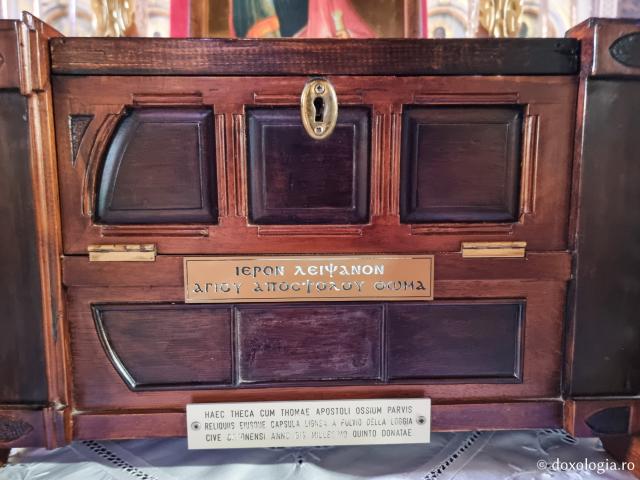 ΙΕΡΟΝ ΛΕΙΨΑΝΟΝ
ΑΓΙΟΥ ΑΠΟΣΤΟΛΟΥ ΘΩΜΑ
HAEC THECA CUM THOMAE APOSTOLI OSSIUM PARVIS
RELIQUIIS EIUSQUE CAPSULA LIGNEA A FULVIO DELLA LOGGIA
CIVE ANNO BIS MILLESIMO QUINTO DONATAE
© doxologia.ro